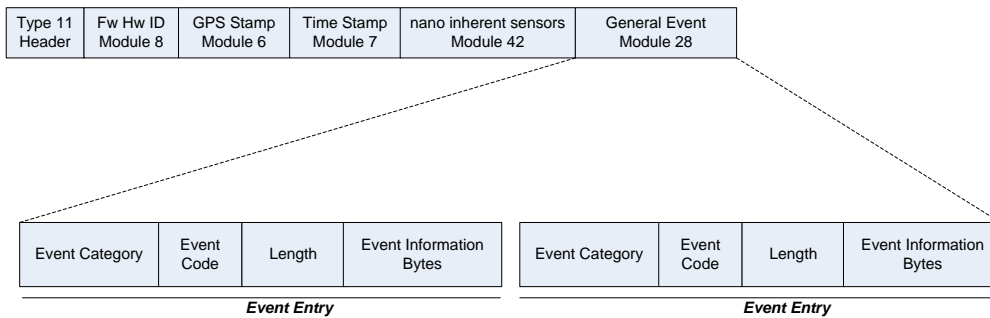 Type 11
Header
Fw Hw ID
Module 8
GPS Stamp
Module 6
Time Stamp
Module 7
nano inherent sensors
Module 42
General Event
Module 28
Event Category
Event
Code
Length
Event Information
Bytes
Event Category
Event
Code
Length
Event Information
Bytes
Event Entry
Event Entry